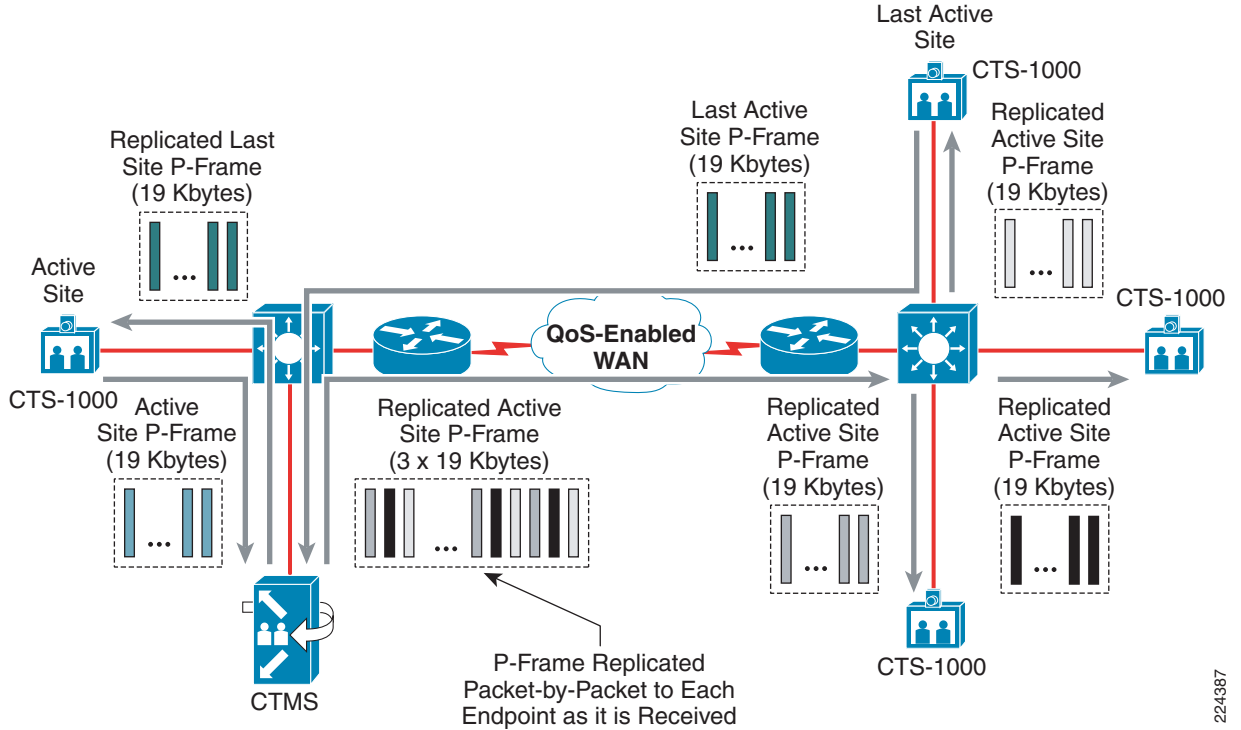 Last Active
Site
CTS-1000
Replicated Last
Site P-Frame
(19 Kbytes)
...
Last Active
Site P-Frame
(19 Kbytes)
...
Replicated
Active Site
P-Frame
(19 Kbytes)
...
Active
Site
CTS-1000
QoS-Enabled
WAN
CTS-1000
Active
Site P-Frame
(19 Kbytes)
...
Replicated Active
Site P-Frame
(3 x 19 Kbytes)
...
Replicated
Active Site
P-Frame
(19 Kbytes)
...
Replicated
Active Site
P-Frame
(19 Kbytes)
...
CTMS
P-Frame Replicated
Packet-by-Packet to Each
Endpoint as it is Received
CTS-1000
224387